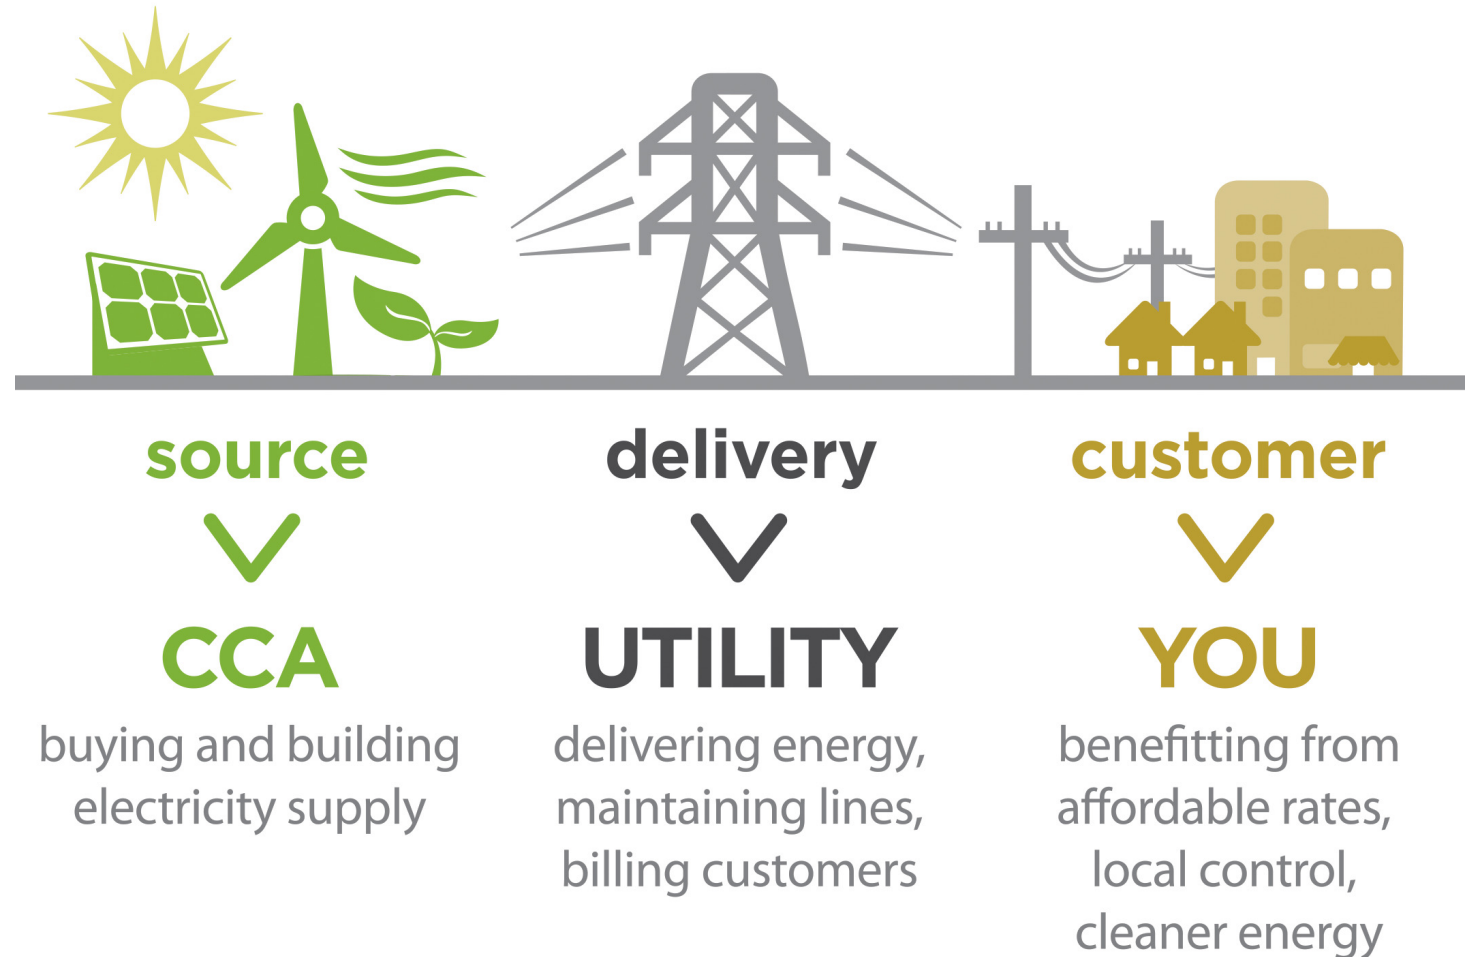 source
CCA
buying and building
electricity supply
delivery
UTILITY
delivering energy,
maintaining lines,
billing customers
customer
YOU
benefitting from
affordable rates,
local control,
cleaner energy